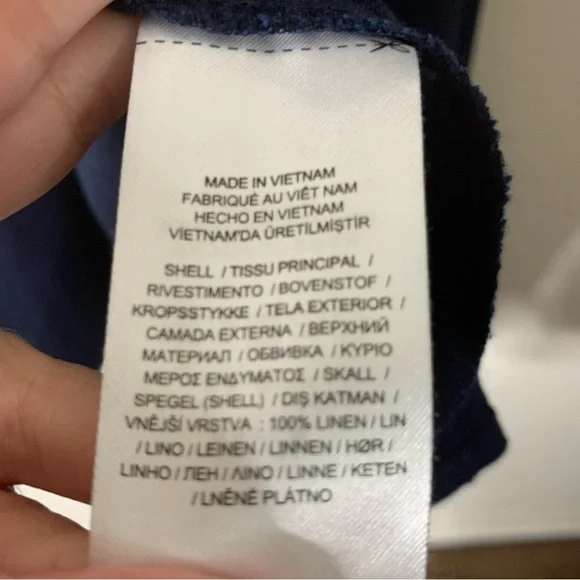 MADE IN VIETNAM
FABRIQUÉ AU VIÊT NAM
HECHO EN VIETNAM
VİETNAM'DA ÜRETİLMİŞTİR
SHELL / TISSU PRINCIPAL /
RIVESTIMENTO / BOVENSTOF /
KROPSSTYKKE / TELA EXTERIOR /
CAMADA EXTERNA / ВЕРХНИЙ
МАТЕРИАЛ / ОБВИВКА / ΚΥΡΙΟ
ΜΕΡΟΣ ΕΝΔΥΜΑΤΟΣ / SKALL /
SPEGEL (SHELL) / DIŞ KATMAN /
VNĚJŠÍ VRSTVA : 100% LINEN / LIN
/ LINO / LEINEN / LINNEN / HØR /
LINHO / ЛЕН / ΛΙΝΟ / LINNE / KETEN
/ LNĚNÉ PLÁTNO